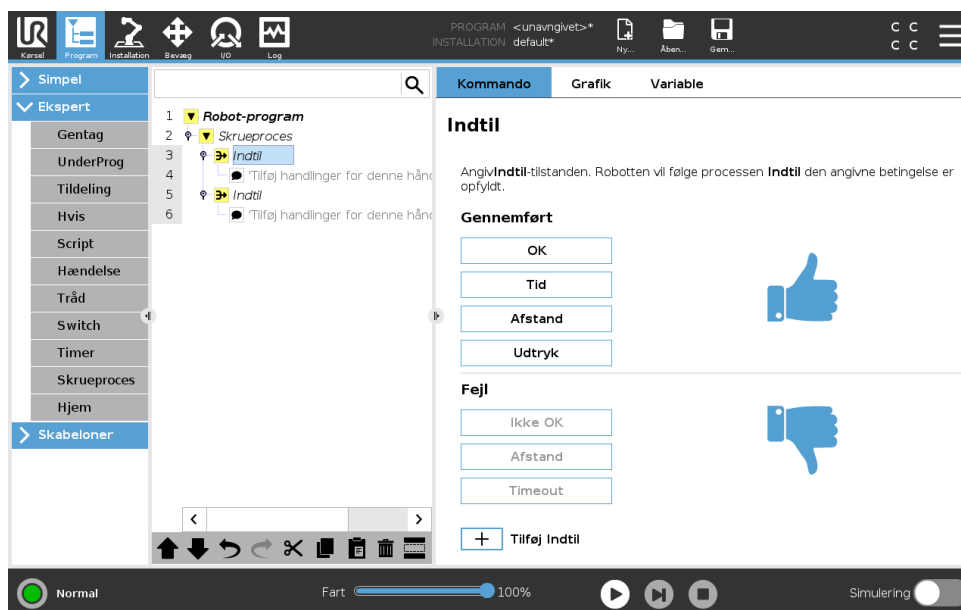 PROGRAM <unavngivet>*
INSTALLATION default*
Kørsel Program Installation Bevæg I/O Log Ny... Åben... Gem...
C C
C C
Simpel
Ekspert
Gentag
UnderProg
Tildeling
Hvis
Script
Hændelse
Tråd
Switch
Timer
Skrueproces
Hjem
Skabeloner
1 Robot-program
2 Skrueproces
3 Indtil
4 'Tilføj handlinger for denne hånd
5 Indtil
6 'Tilføj handlinger for denne hånd
Kommando Grafik Variable
Indtil
AngivIndtil-tilstanden. Robotten vil følge processen Indtil den angivne betingelse er
opfyldt.
Gennemført
OK
Tid
Afstand
Udtryk
Fejl
Ikke OK
Afstand
Timeout
Tilføj Indtil
Normal Fart 100% Simulering